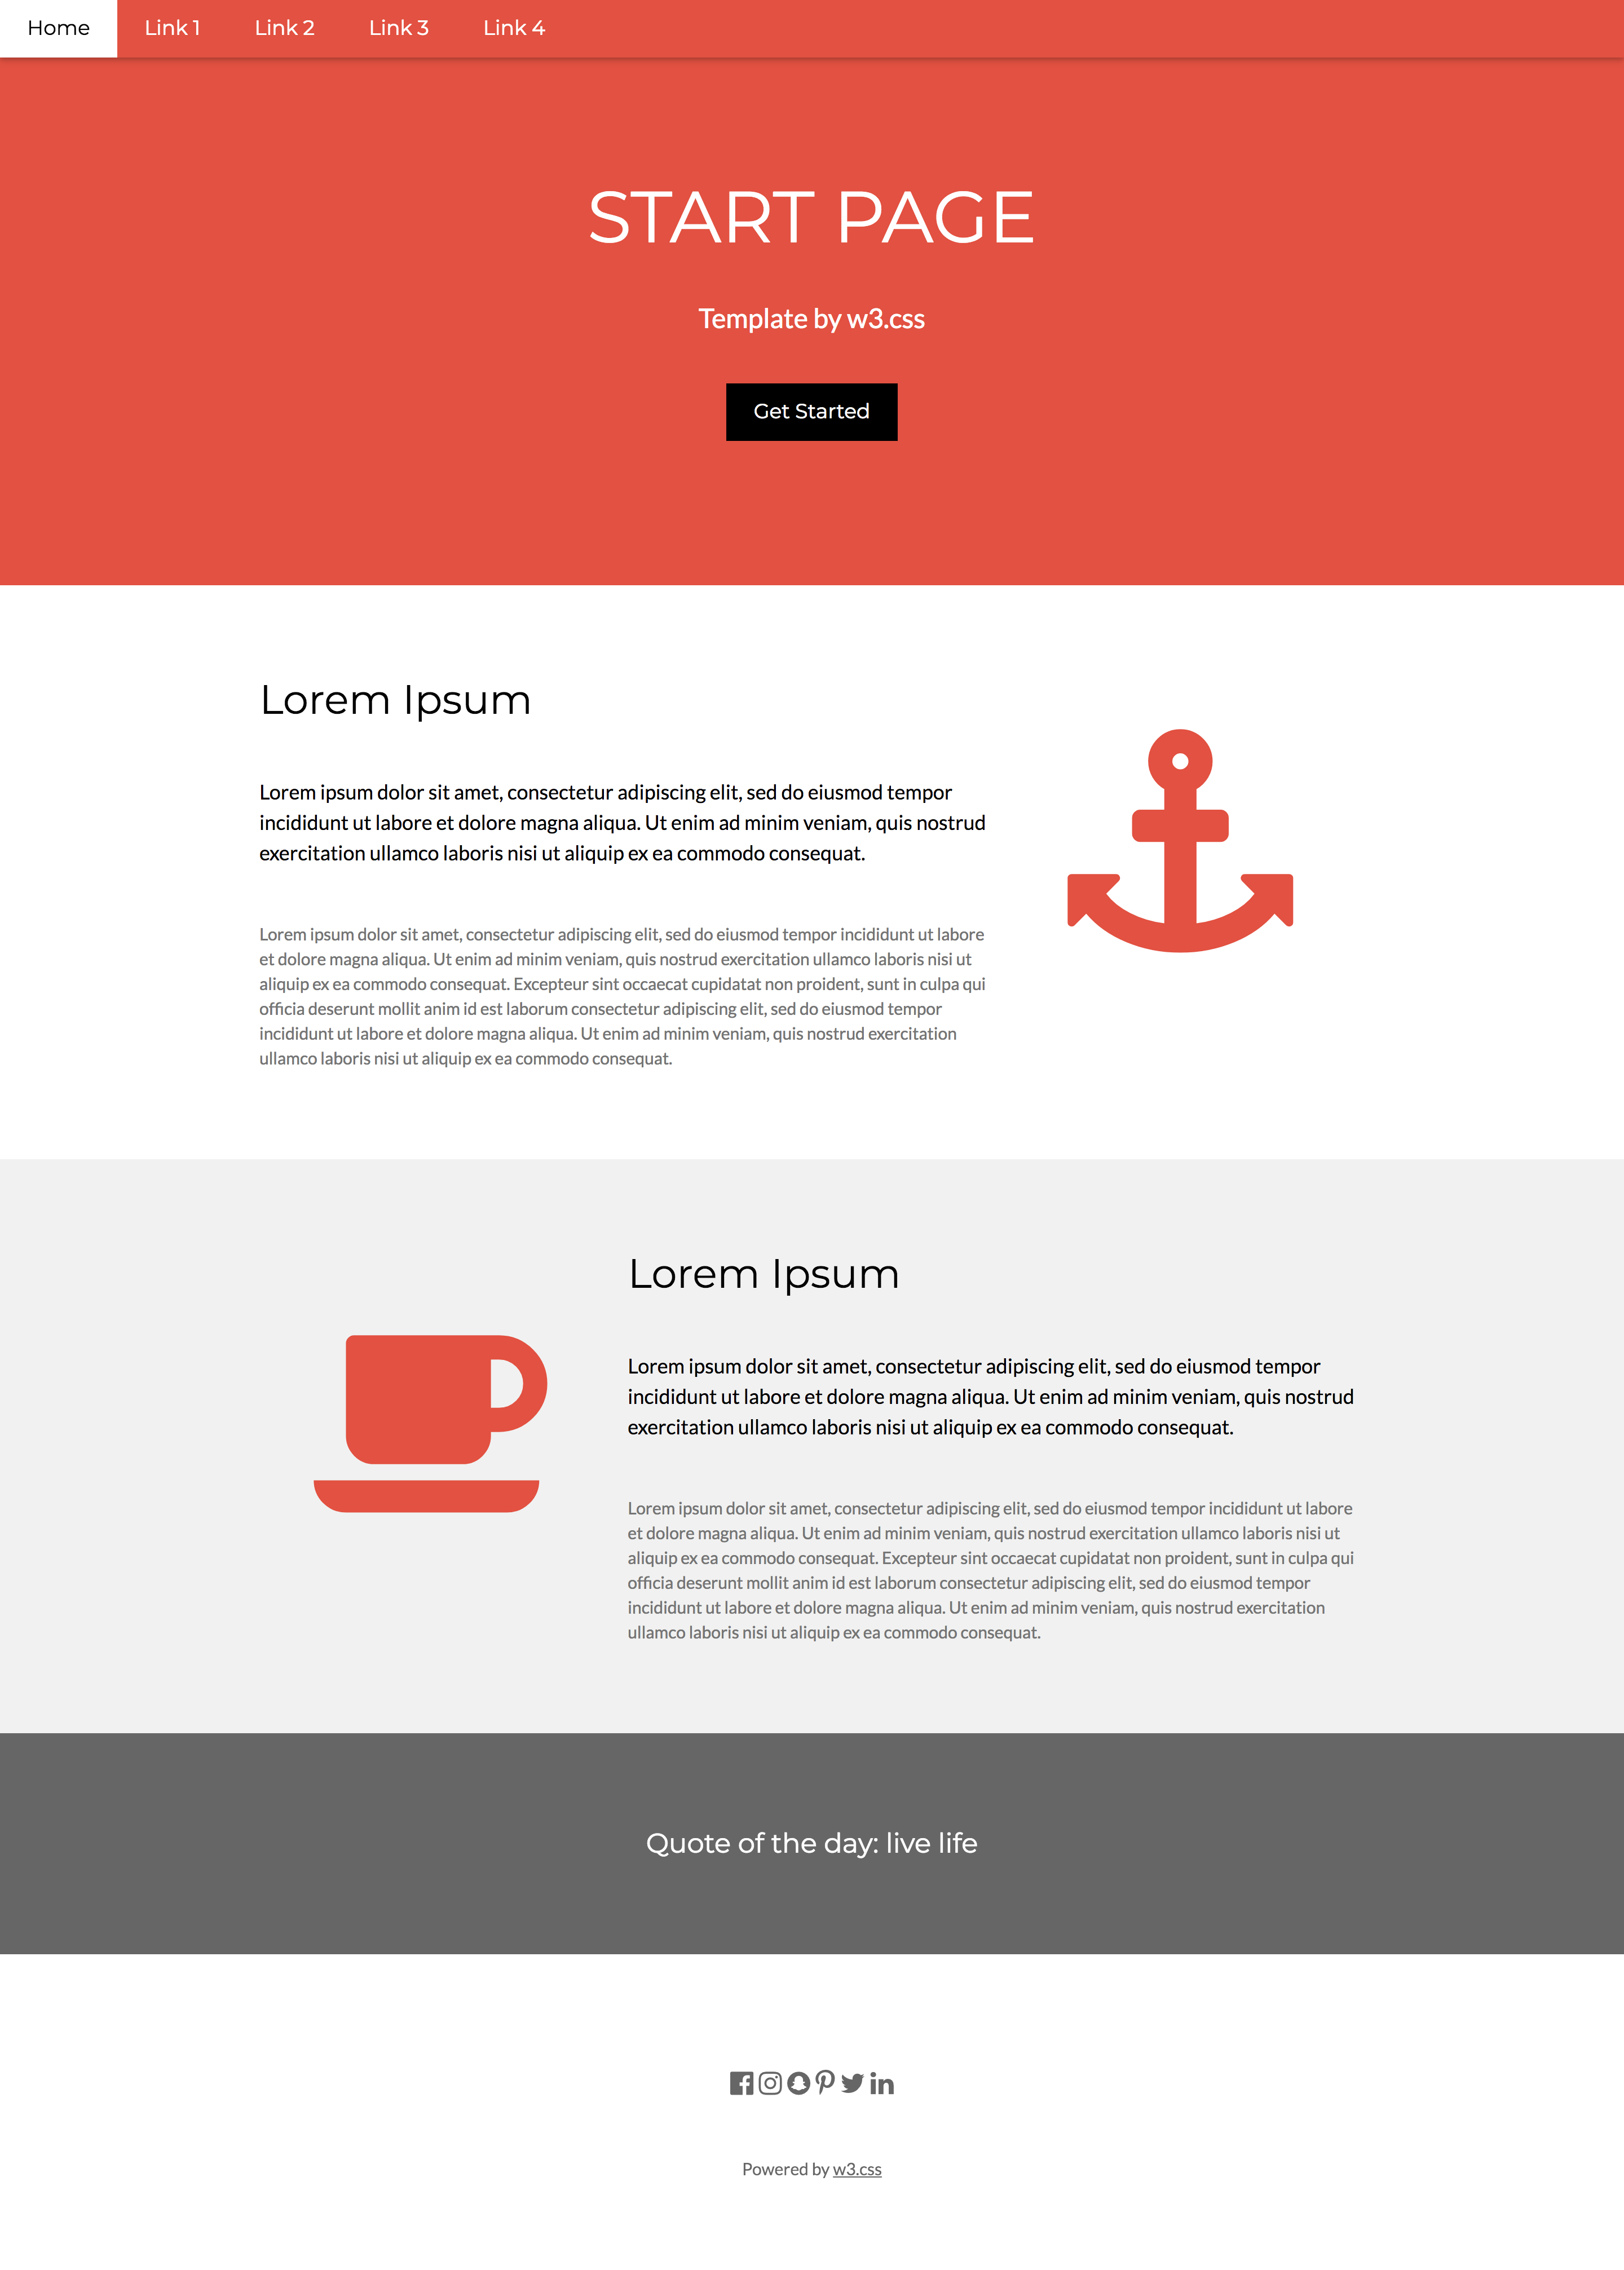 Home Link 1 Link 2 Link 3 Link 4
START PAGE
Template by w3.css
Get Started
Lorem Ipsum
Lorem ipsum dolor sit amet, consectetur adipiscing elit, sed do eiusmod tempor
incididunt ut labore et dolore magna aliqua. Ut enim ad minim veniam, quis nostrud
exercitation ullamco laboris nisi ut aliquip ex ea commodo consequat.
Lorem ipsum dolor sit amet, consectetur adipiscing elit, sed do eiusmod tempor incididunt ut labore
et dolore magna aliqua. Ut enim ad minim veniam, quis nostrud exercitation ullamco laboris nisi ut
aliquip ex ea commodo consequat. Excepteur sint occaecat cupidatat non proident, sunt in culpa qui
officia deserunt mollit anim id est laborum consectetur adipiscing elit, sed do eiusmod tempor
incididunt ut labore et dolore magna aliqua. Ut enim ad minim veniam, quis nostrud exercitation
ullamco laboris nisi ut aliquip ex ea commodo consequat.
Lorem Ipsum
Lorem ipsum dolor sit amet, consectetur adipiscing elit, sed do eiusmod tempor
incididunt ut labore et dolore magna aliqua. Ut enim ad minim veniam, quis nostrud
exercitation ullamco laboris nisi ut aliquip ex ea commodo consequat.
Lorem ipsum dolor sit amet, consectetur adipiscing elit, sed do eiusmod tempor incididunt ut labore
et dolore magna aliqua. Ut enim ad minim veniam, quis nostrud exercitation ullamco laboris nisi ut
aliquip ex ea commodo consequat. Excepteur sint occaecat cupidatat non proident, sunt in culpa qui
officia deserunt mollit anim id est laborum consectetur adipiscing elit, sed do eiusmod tempor
incididunt ut labore et dolore magna aliqua. Ut enim ad minim veniam, quis nostrud exercitation
ullamco laboris nisi ut aliquip ex ea commodo consequat.
Quote of the day: live life
Powered by w3.css